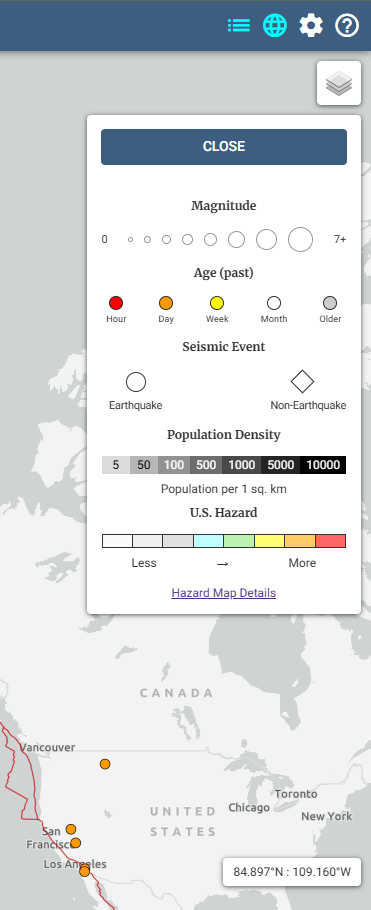 CLOSE
Magnitude
0 7+
Age (past)
Hour Day Week Month Older
Seismic Event
Earthquake Non-Earthquake
Population Density
5 50 100 500 1000 5000 10000
Population per 1 sq. km
U.S. Hazard
Less → More
Hazard Map Details
CANADA
Vancouver
Toronto
Chicago
New York
UNITED
STATES
San
Francisco
Los Angeles
84.897°N : 109.160°W